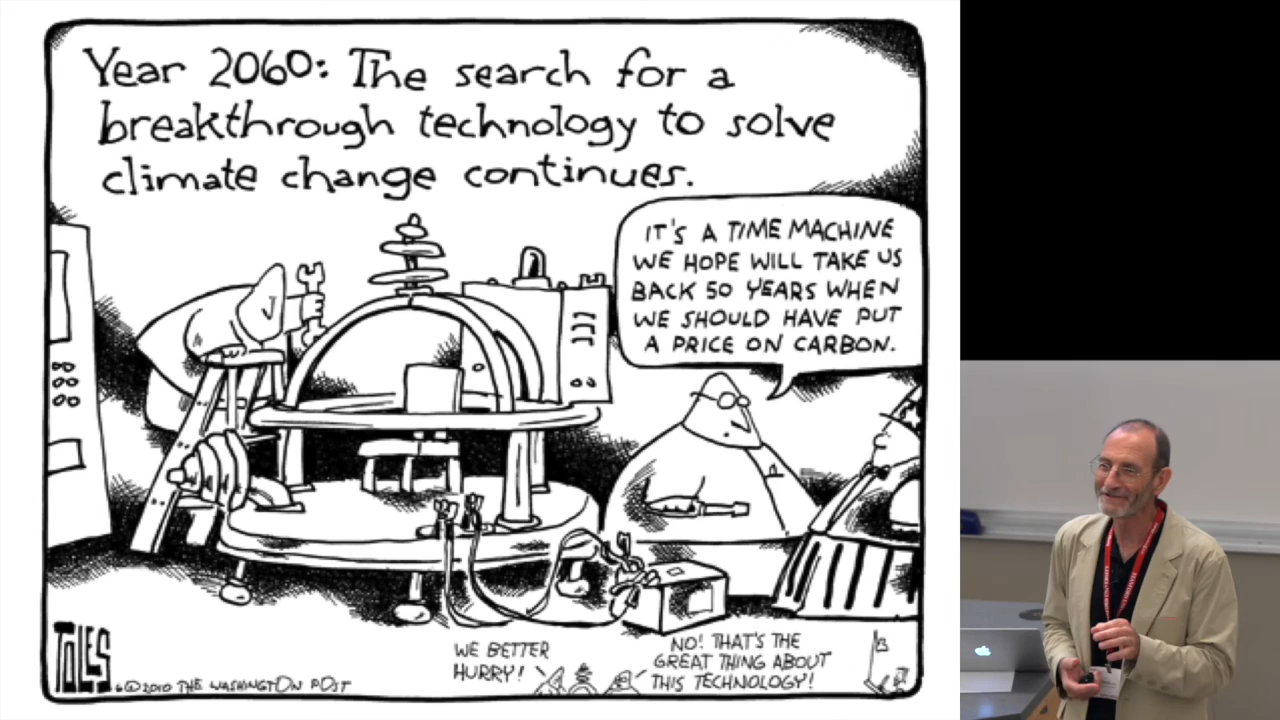 Year 2060: The search for a
breakthrough technology to solve
climate change continues.
IT'S A TIME MACHINE
WE HOPE WILL TAKE US
BACK 50 YEARS WHEN
WE SHOULD HAVE PUT
A PRICE ON CARBON.
WE BETTER
HURRY!
NO! THAT'S THE
GREAT THING ABOUT
THIS TECHNOLOGY!
TOLES
©2010 THE WASHINGTON POST